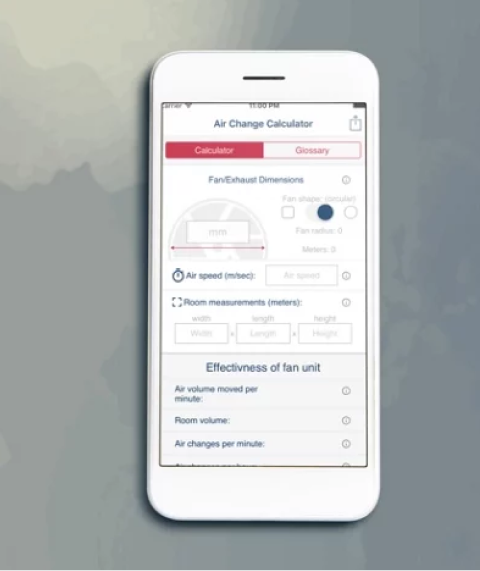 arrier 11:00 PM
Air Change Calculator
Calculator Glossary
Fan/Exhaust Dimensions
Fan shape: (circular)
mm
Fan radius: 0
Meters: 0
Air speed (m/sec): Air speed
Room measurements (meters):
width length height
Width x Length x Height
Effectivness of fan unit
Air volume moved per
minute:
Room volume:
Air changes per minute: